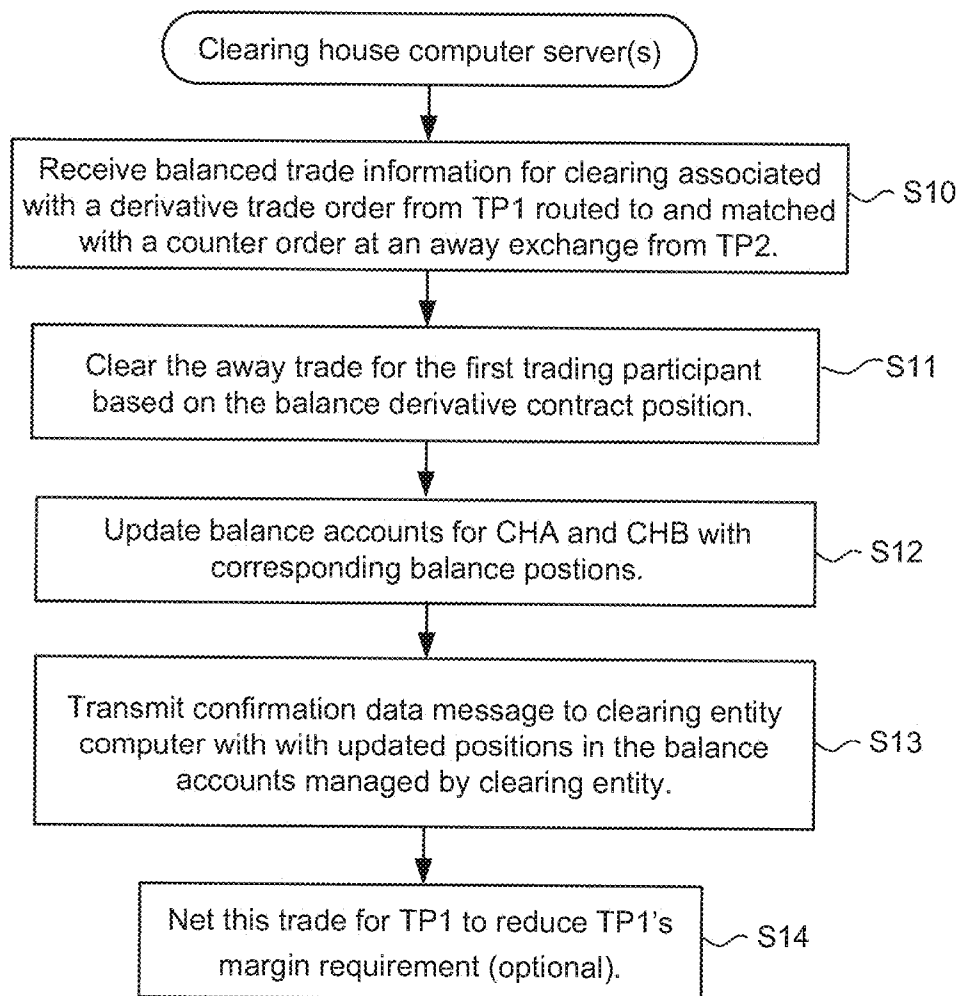 Clearing house computer server(s)
Receive balanced trade information for clearing associated
with a derivative trade order from TP1 routed to and matched
with a counter order at an away exchange from TP2.
S10
Clear the away trade for the first trading participant
based on the balance derivative contract position.
S11
Update balance accounts for CHA and CHB with
corresponding balance postions.
S12
Transmit confirmation data message to clearing entity
computer with with updated positions in the balance
accounts managed by clearing entity.
S13
Net this trade for TP1 to reduce TP1's
margin requirement (optional).
S14